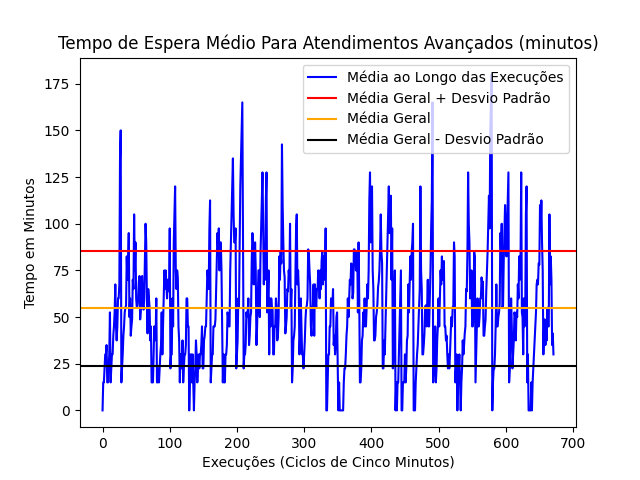 Tempo de Espera Médio Para Atendimentos Avançados (minutos)
Média ao Longo das Execuções
Média Geral + Desvio Padrão
Média Geral
Média Geral - Desvio Padrão
Tempo em Minutos
175
150
125
100
75
50
25
0
0 100 200 300 400 500 600 700
Execuções (Ciclos de Cinco Minutos)